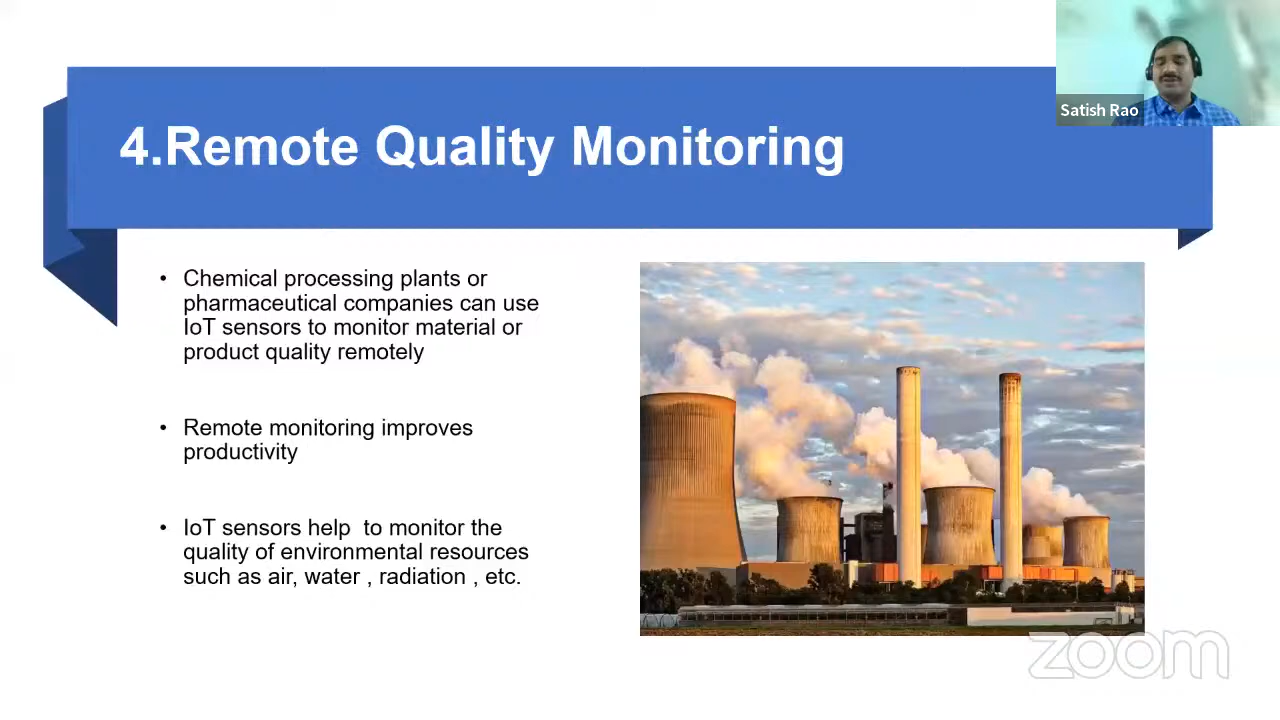 Satish Rao
4.Remote Quality Monitoring
• Chemical processing plants or
pharmaceutical companies can use
IoT sensors to monitor material or
product quality remotely
• Remote monitoring improves
productivity
• IoT sensors help  to monitor the
quality of environmental resources
such as air, water , radiation , etc.
zoom